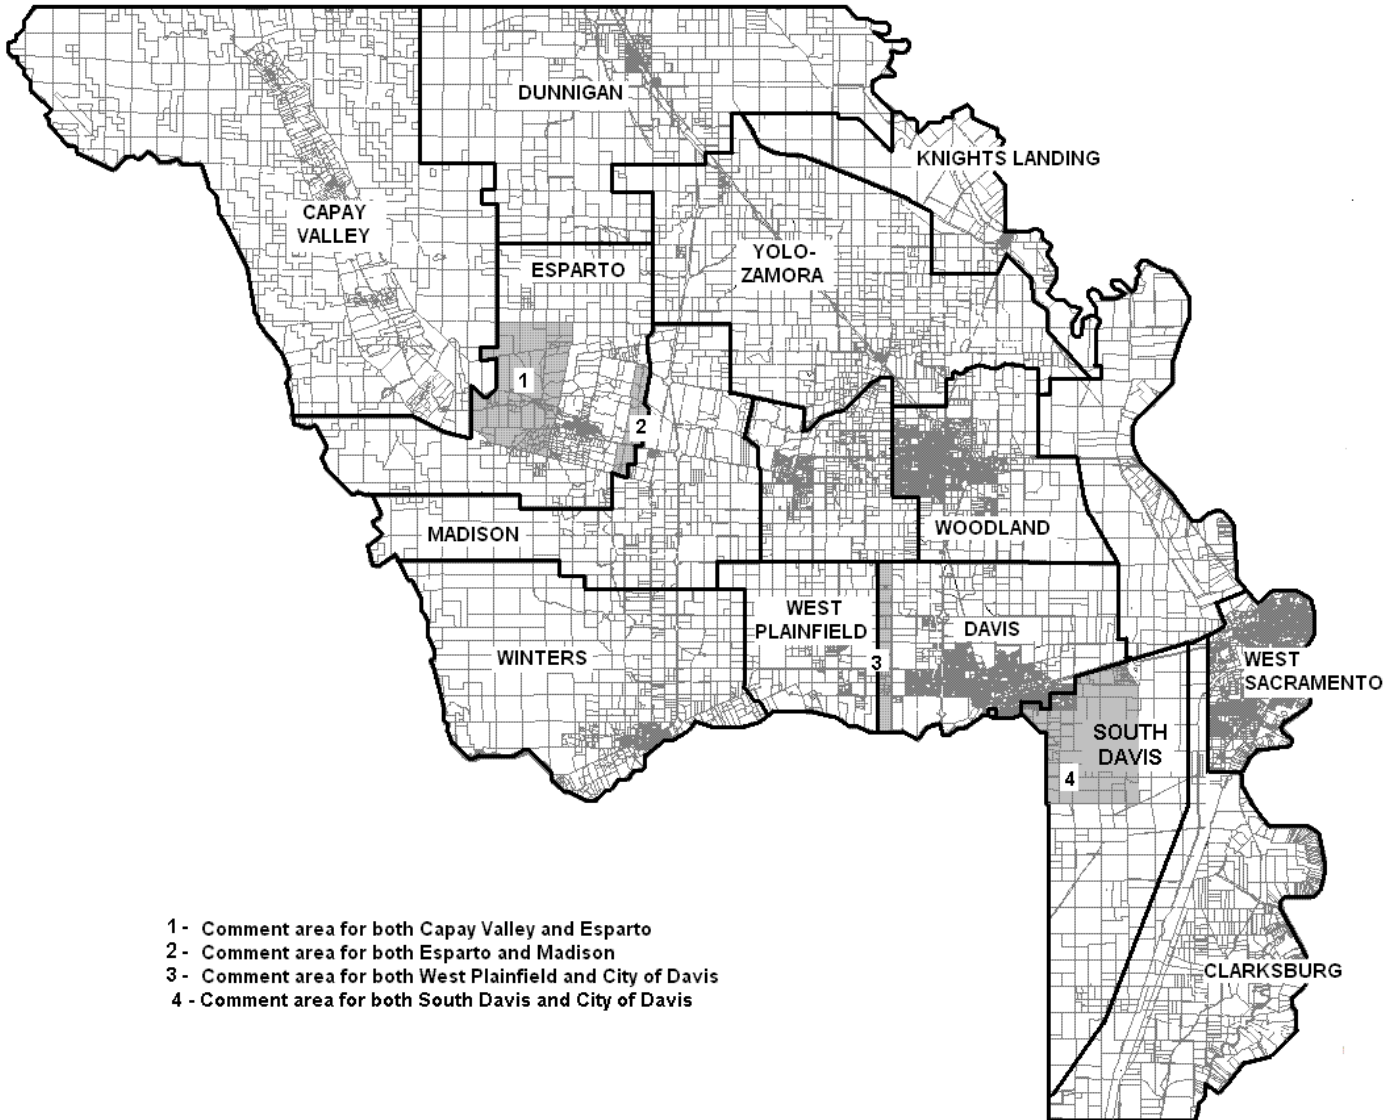 DUNNIGAN
KNIGHTS LANDING
CAPAY
VALLEY
YOLO-
ZAMORA
ESPARTO
1
2
MADISON
WOODLAND
WEST
PLAINFIELD
DAVIS
WINTERS
3
WEST
SACRAMENTO
SOUTH
DAVIS
4
1 - Comment area for both Capay Valley and Esparto
2 - Comment area for both Esparto and Madison
3 - Comment area for both West Plainfield and City of Davis
4 - Comment area for both South Davis and City of Davis
CLARKSBURG